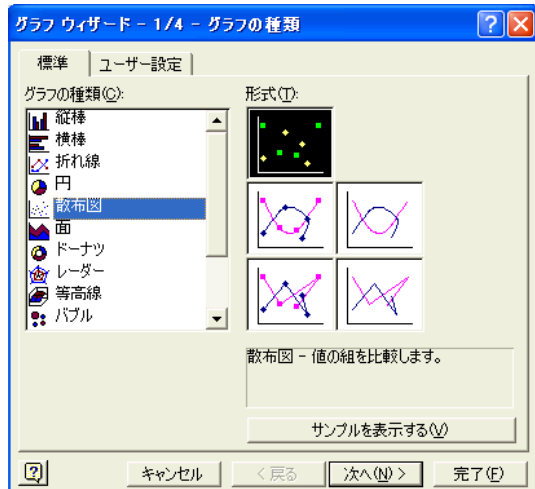 グラフ ウィザード - 1/4 - グラフの種類
標準
ユーザー設定
グラフの種類(C):
縦棒
横棒
折れ線
円
散布図
面
ドーナツ
レーダー
等高線
バブル
形式(T):
散布図 - 値の組を比較します。
サンプルを表示する(V)
キャンセル
< 戻る
次へ(N) >
完了(F)